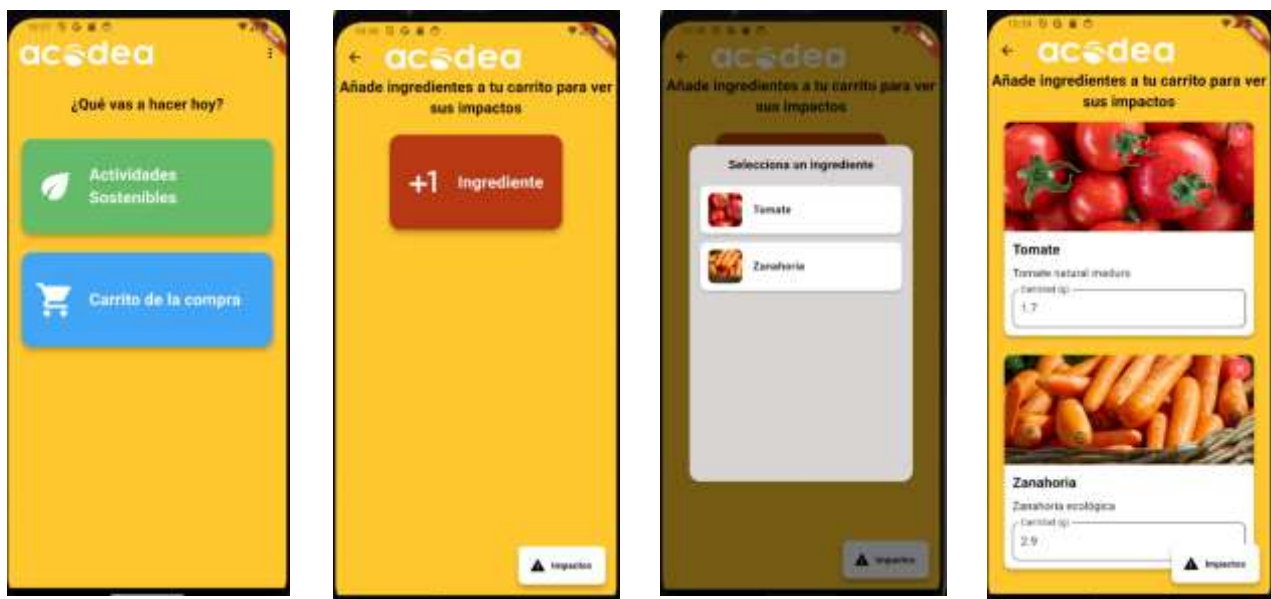 acodea
¿Qué vas a hacer hoy?
Actividades
Sostenibles
Carrito de la compra
acodea
Añade ingredientes a tu carrito para ver
sus impactos
+1 Ingrediente
Impactos
acodea
Añade ingredientes a tu carrito para ver
sus impactos
Selecciona un ingrediente
Tomate
Zanahoria
Impactos
acodea
Añade ingredientes a tu carrito para ver
sus impactos
Tomate
Tomate natural maduro
Cantidad (g)
1.7
Zanahoria
Zanahoria ecológica
Cantidad (g)
2.9
Impactos